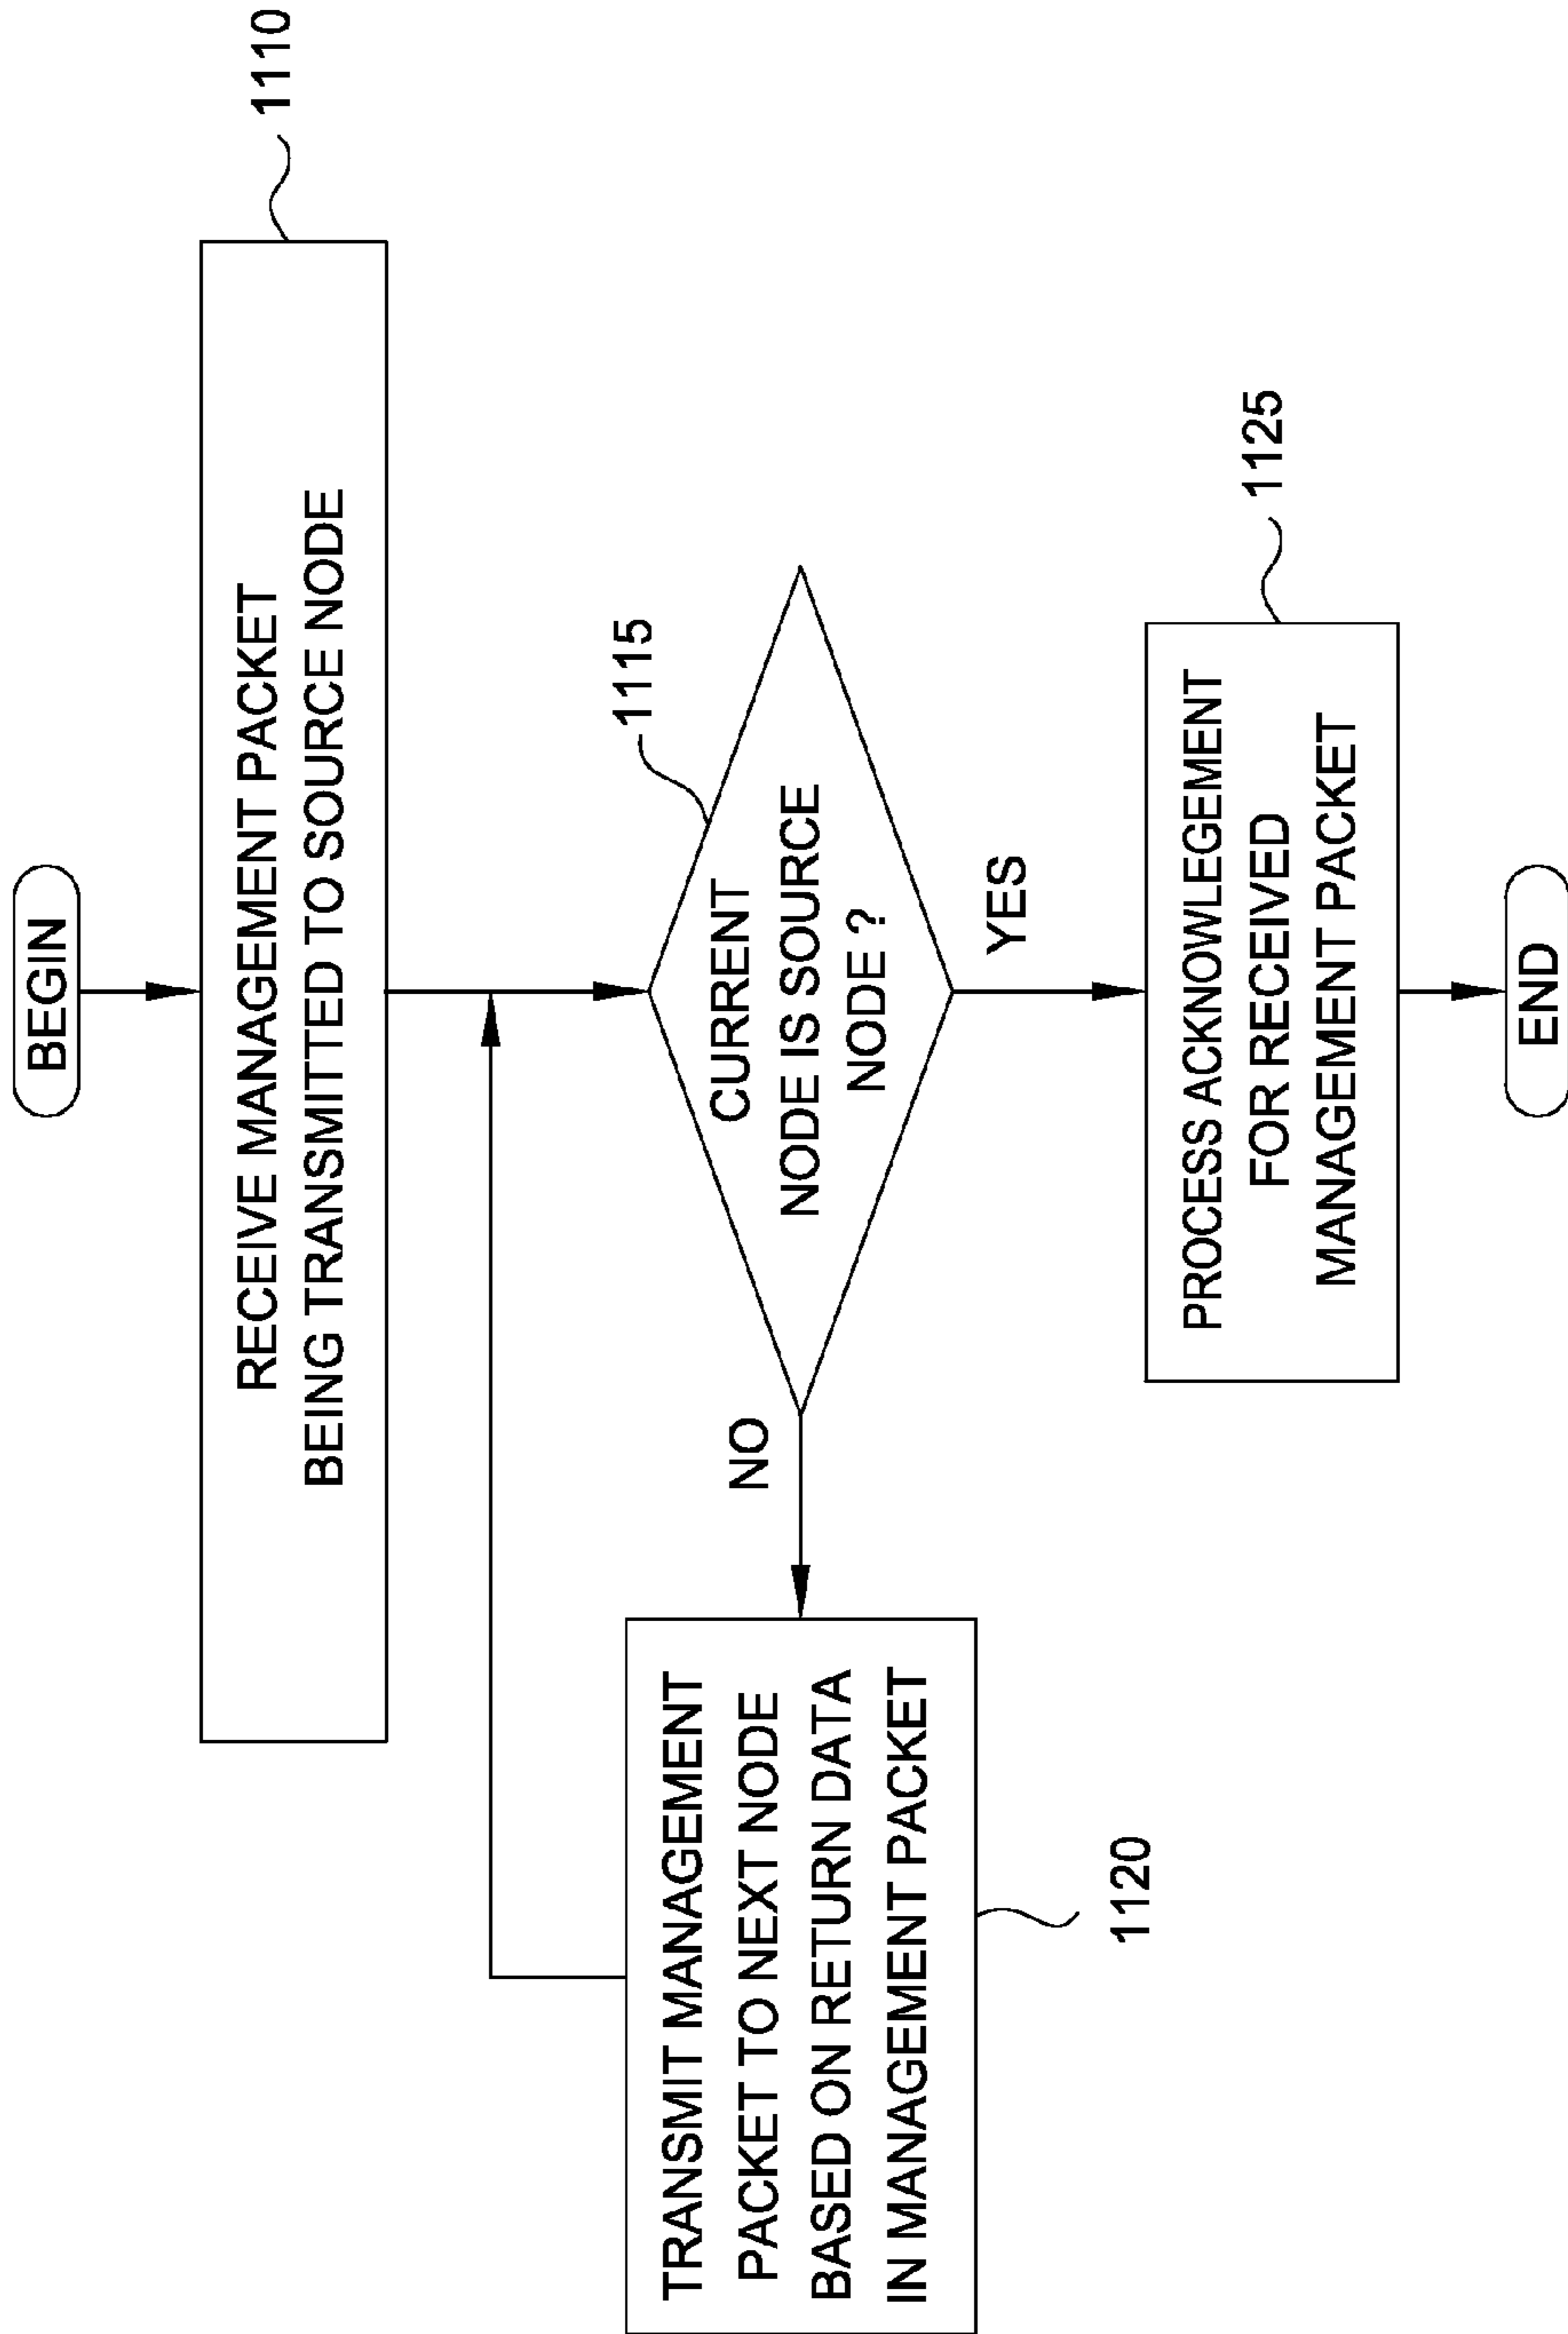 BEGIN
RECEIVE MANAGEMENT PACKET
BEING TRANSMITTED TO SOURCE NODE
1110
CURRENT
NODE IS SOURCE
NODE ?
1115
NO
TRANSMIT MANAGEMENT
PACKET TO NEXT NODE
BASED ON RETURN DATA
IN MANAGEMENT PACKET
1120
YES
PROCESS ACKNOWLEGEMENT
FOR RECEIVED
MANAGEMENT PACKET
1125
END